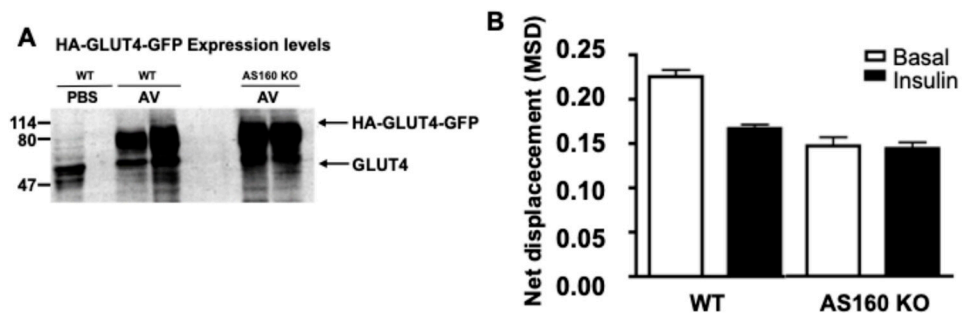 A
HA-GLUT4-GFP Expression levels
WT WT AS160 KO
PBS AV AV
114
HA-GLUT4-GFP
80
GLUT4
47
B
Net displacecement (MSD)
0.25
0.20
0.15
0.10
0.05
0.00
Basal
Insulin
WT AS160 KO